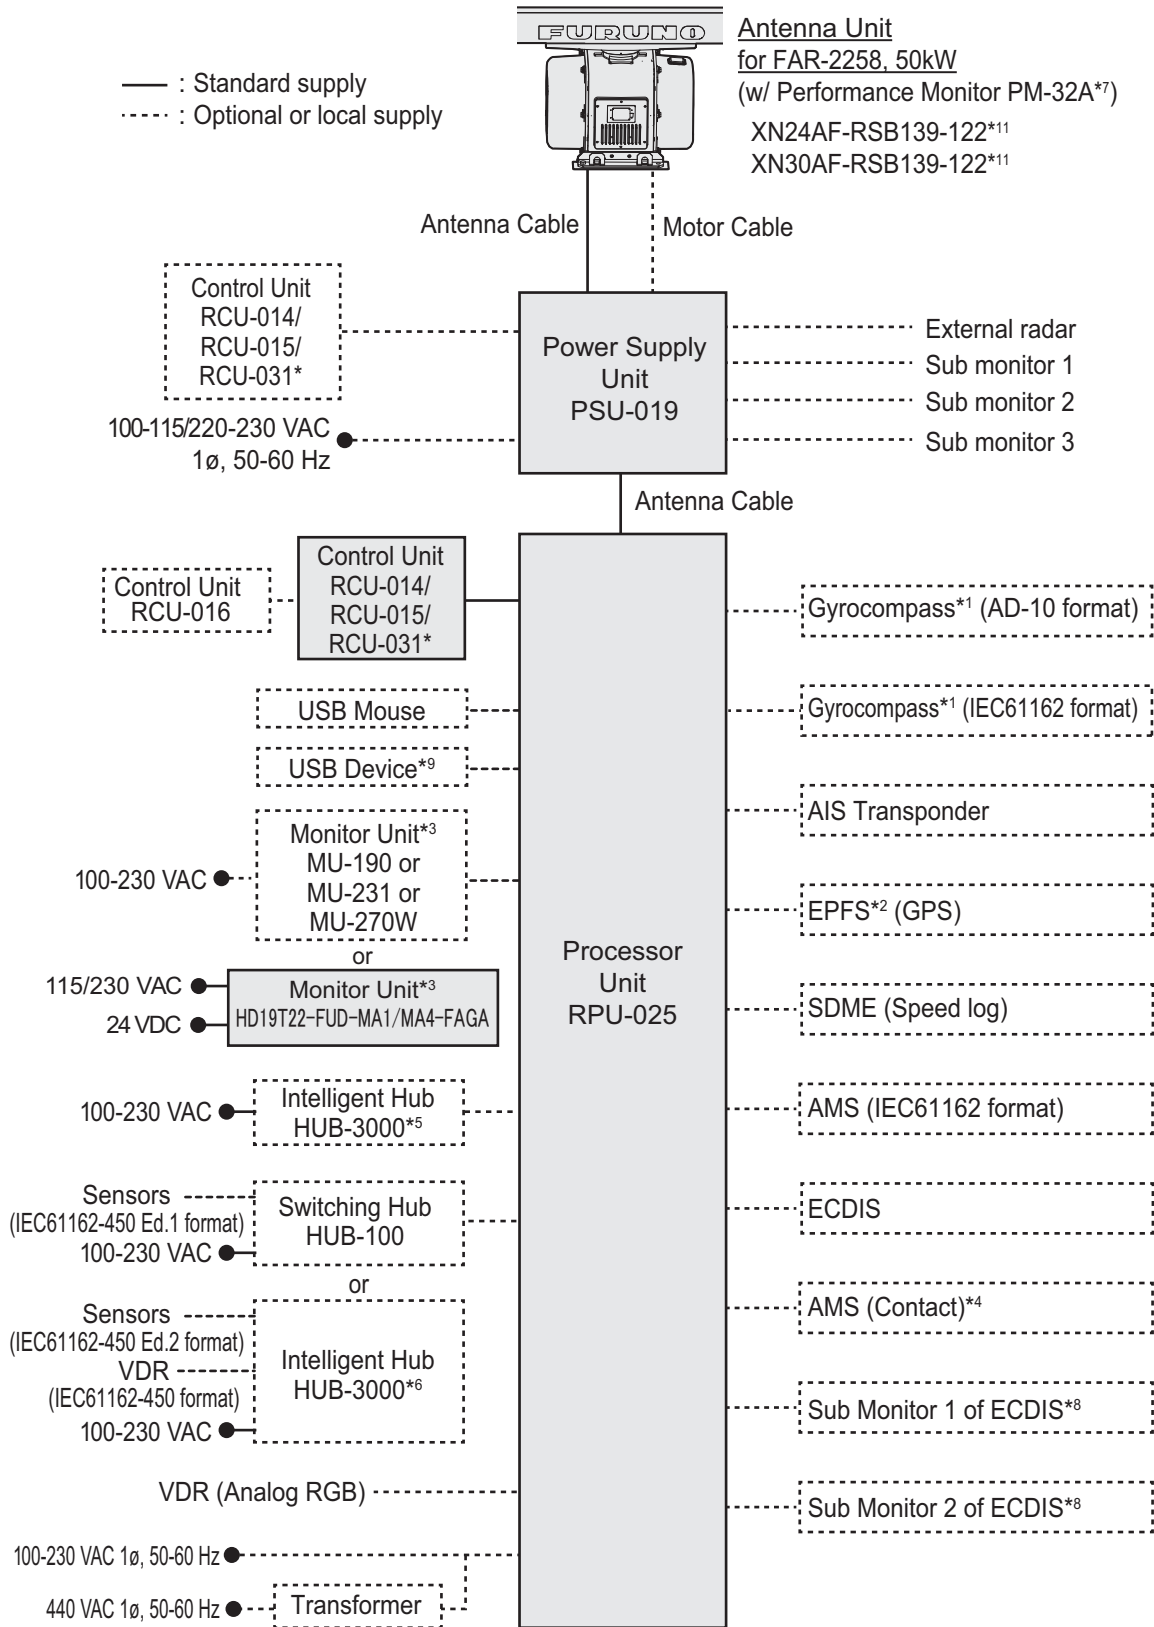 FURUNO
Antenna Unit
for FAR-2258, 50kW
(w/ Performance Monitor PM-32A*7)
XN24AF-RSB139-122*11
XN30AF-RSB139-122*11
: Standard supply
: Optional or local supply
Antenna Cable
Motor Cable
Control Unit
RCU-014/
RCU-015/
RCU-031*
100-115/220-230 VAC
1ø, 50-60 Hz
Power Supply
Unit
PSU-019
External radar
Sub monitor 1
Sub monitor 2
Sub monitor 3
Antenna Cable
Control Unit
RCU-016
Control Unit
RCU-014/
RCU-015/
RCU-031*
USB Mouse
USB Device*9
Monitor Unit*3
MU-190 or
MU-231 or
MU-270W
100-230 VAC
or
115/230 VAC
24 VDC
Monitor Unit*3
HD19T22-FUD-MA1/MA4-FAGA
100-230 VAC
Intelligent Hub
HUB-3000*5
Sensors
(IEC61162-450 Ed.1 format)
100-230 VAC
Switching Hub
HUB-100
or
Sensors
(IEC61162-450 Ed.2 format)
VDR
(IEC61162-450 format)
100-230 VAC
Intelligent Hub
HUB-3000*6
VDR (Analog RGB)
100-230 VAC 1ø, 50-60 Hz
440 VAC 1ø, 50-60 Hz
Transformer
Processor
Unit
RPU-025
Gyrocompass*1 (AD-10 format)
Gyrocompass*1 (IEC61162 format)
AIS Transponder
EPFS*2 (GPS)
SDME (Speed log)
AMS (IEC61162 format)
ECDIS
AMS (Contact)*4
Sub Monitor 1 of ECDIS*8
Sub Monitor 2 of ECDIS*8